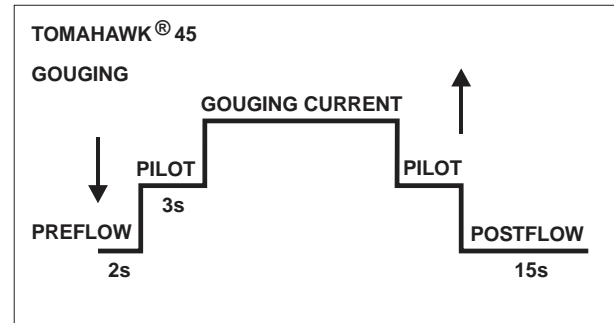 TOMAHAWK® 45
GOUGING
GOUGING CURRENT
PILOT
3s
PILOT
PREFLOW
2s
POSTFLOW
15s